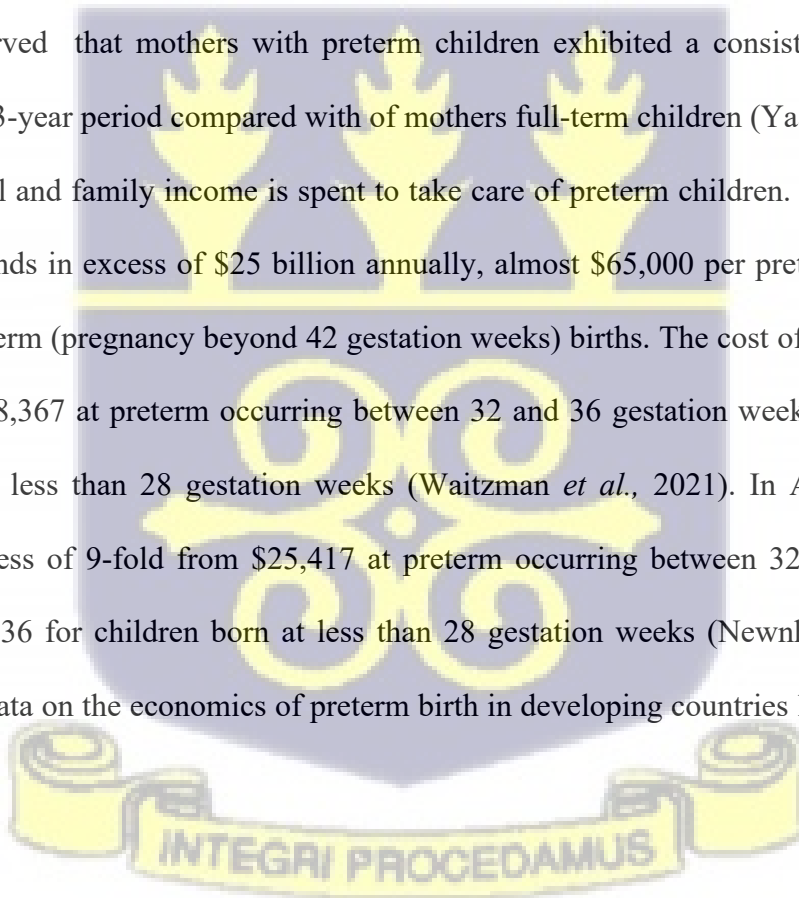 rved that mothers with preterm children exhibited a consist
3-year period compared with of mothers full-term children (Ya
l and family income is spent to take care of preterm children.
nds in excess of $25 billion annually, almost $65,000 per pret
erm (pregnancy beyond 42 gestation weeks) births. The cost of
8,367 at preterm occurring between 32 and 36 gestation week
less than 28 gestation weeks (Waitzman et al., 2021). In A
ess of 9-fold from $25,417 at preterm occurring between 32
36 for children born at less than 28 gestation weeks (Newn
ata on the economics of preterm birth in developing countries
INTEGRI PROCEDAMUS